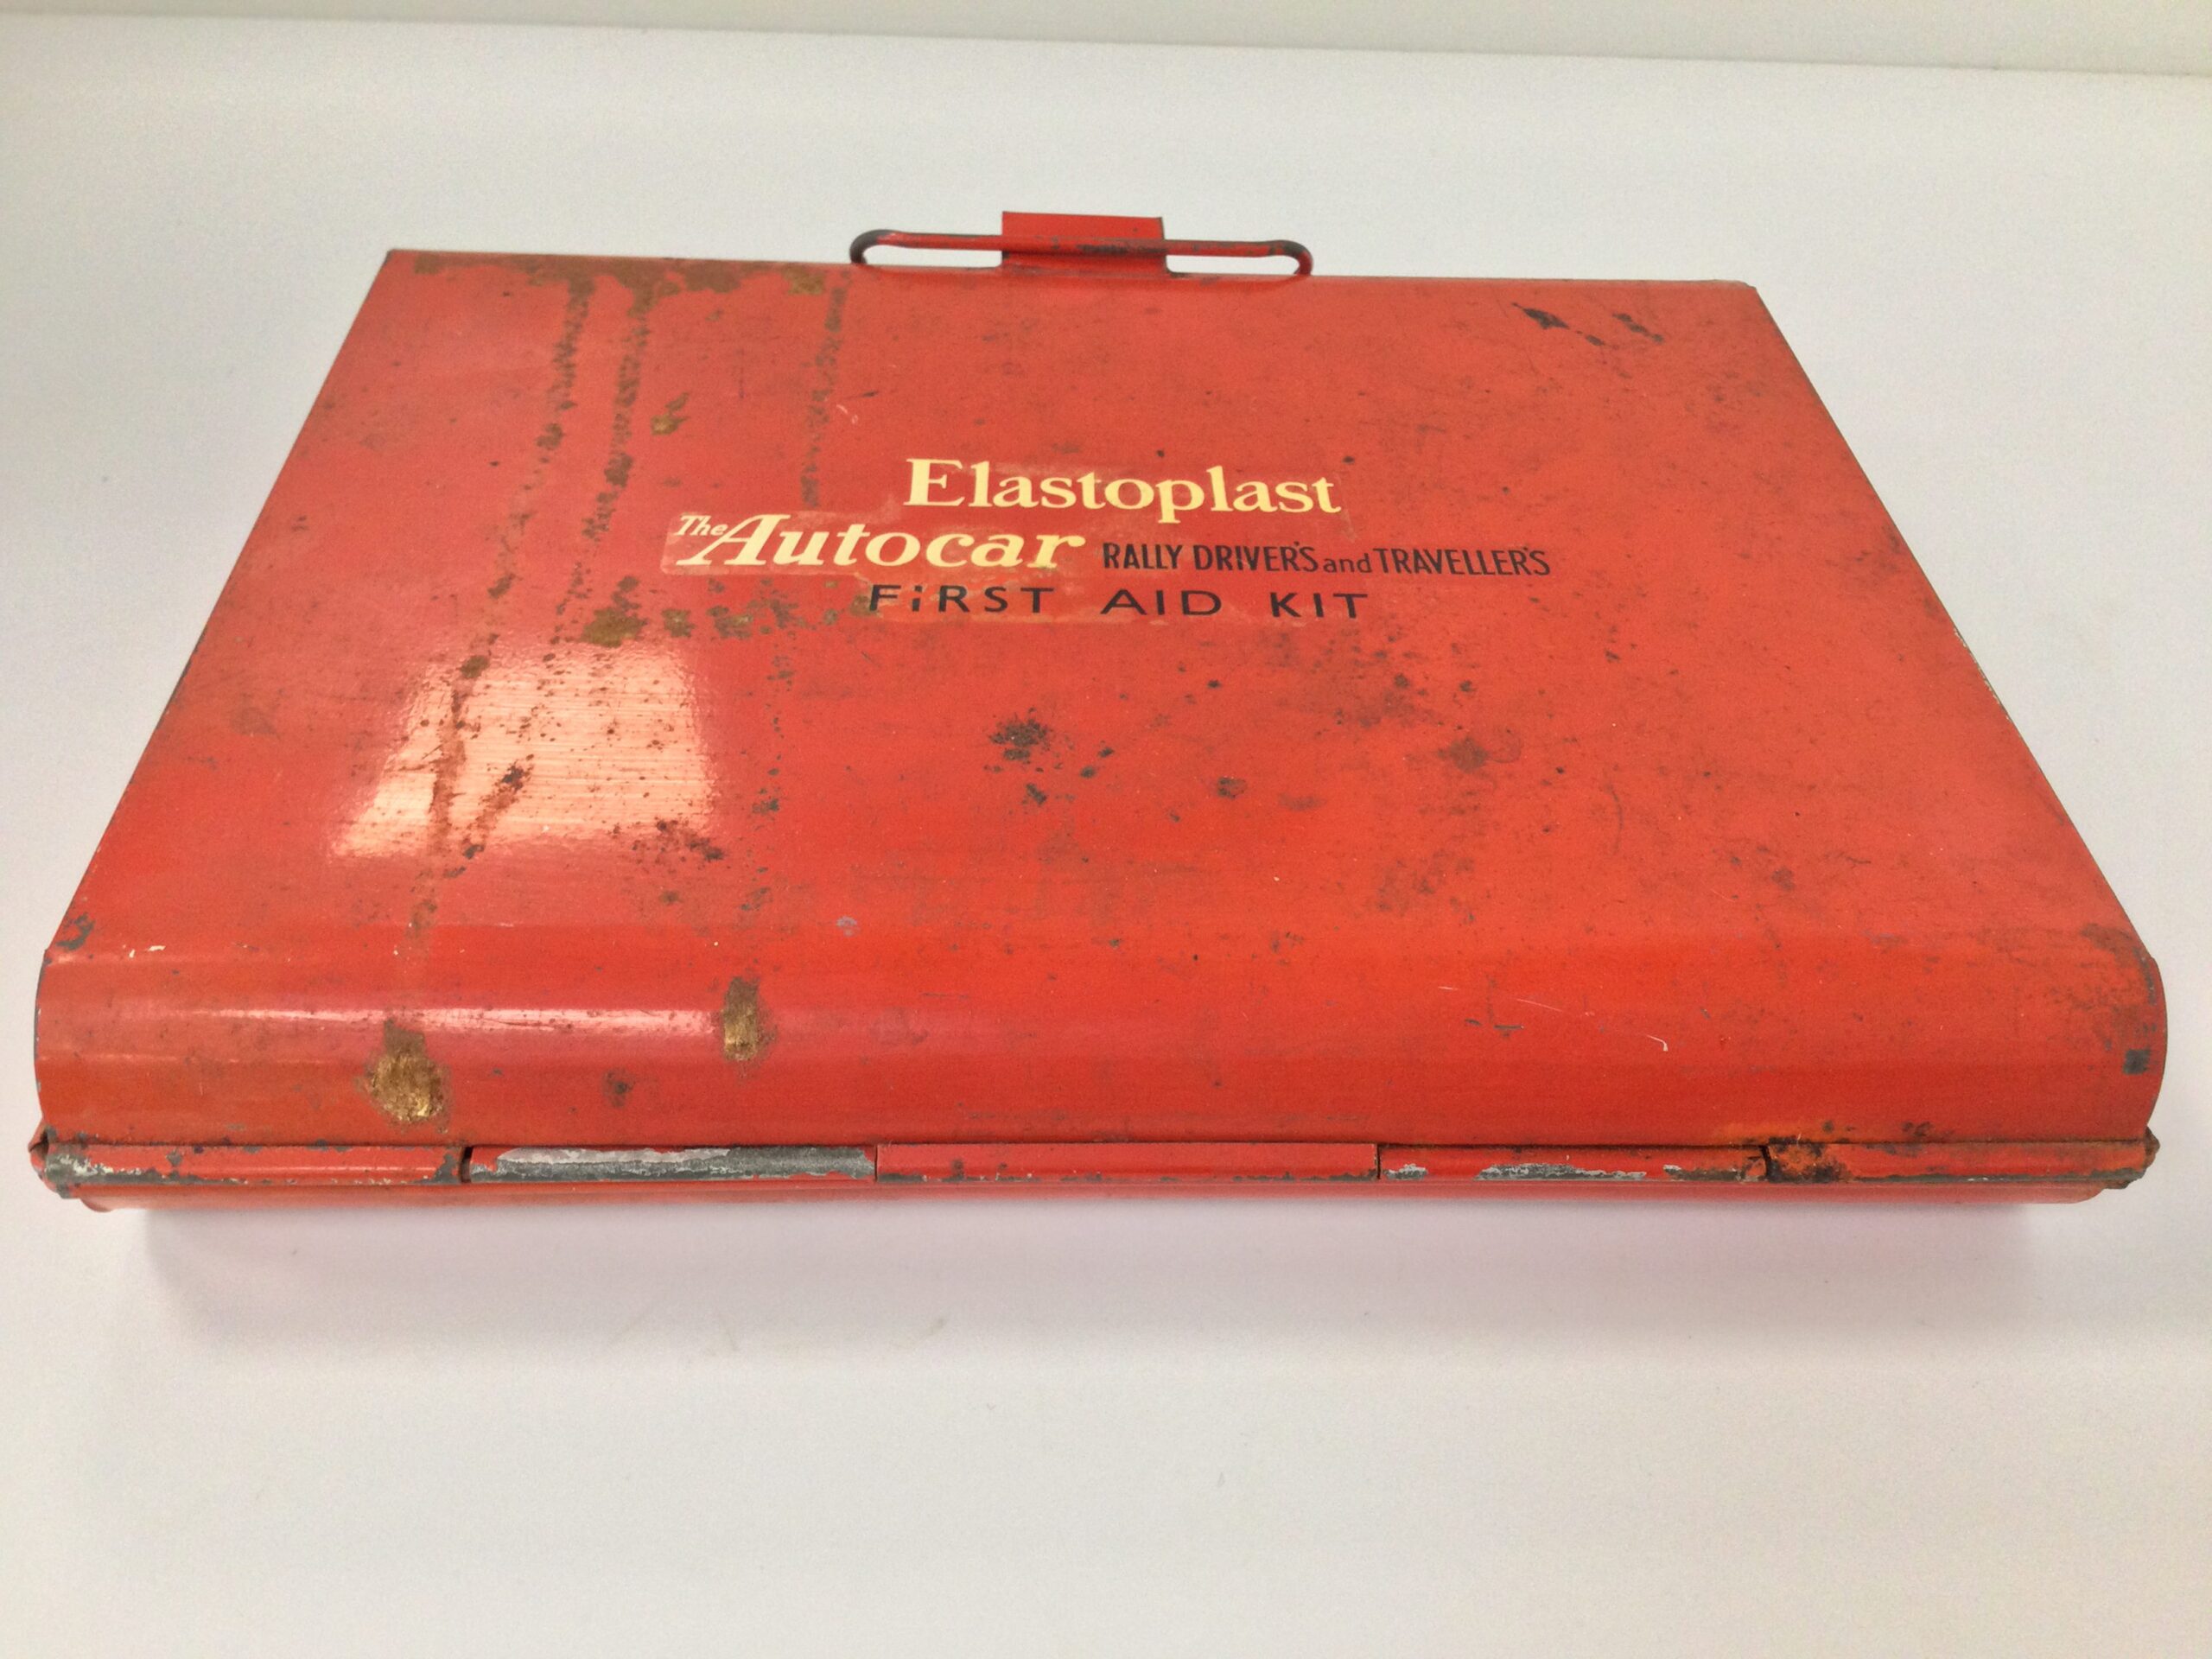 Elastoplast
The Autocar RALLY DRIVER'S and TRAVELLER'S
FiRST AID KIT